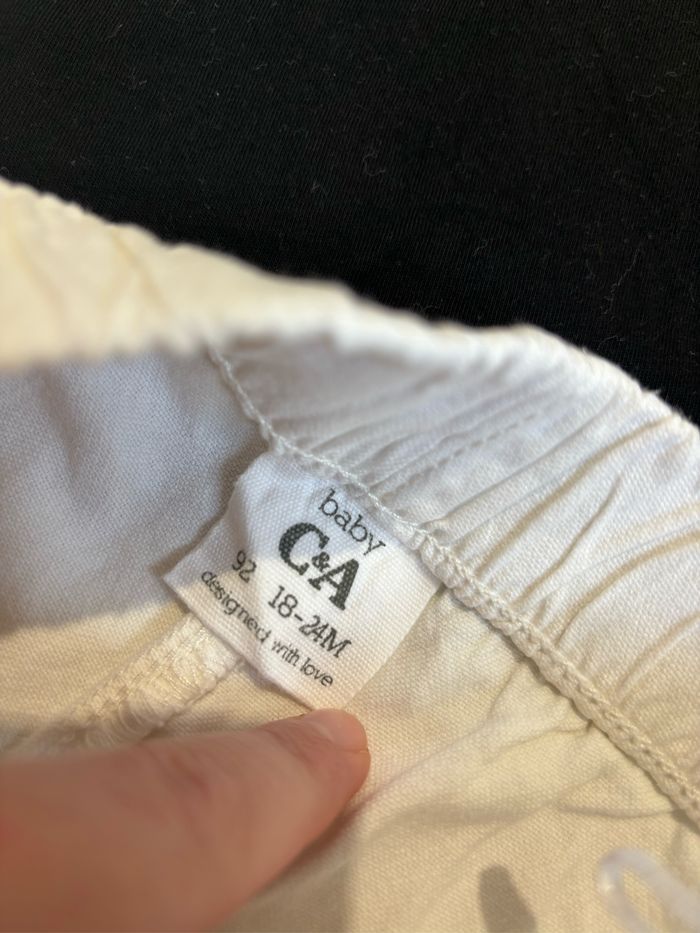 baby
C&A
92 18-24M
designed with love